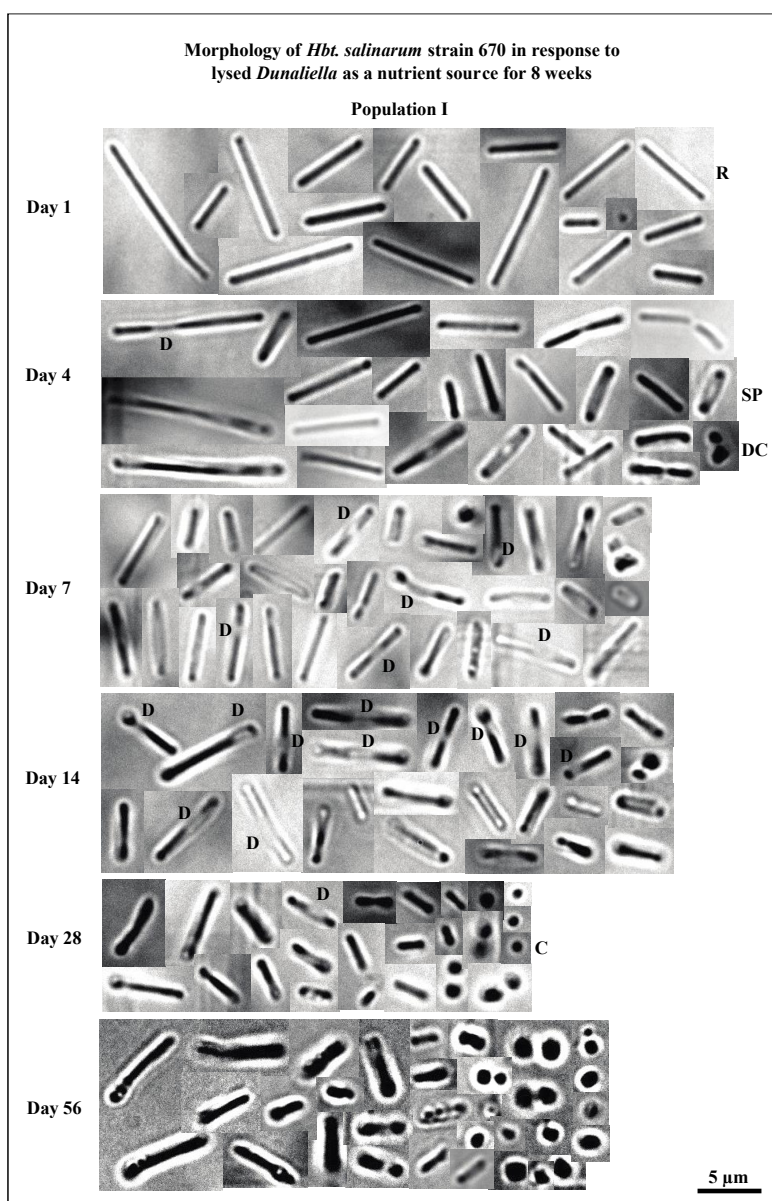 Morphology of Hbt. salinarum strain 670 in response to
lysed Dunaliella as a nutrient source for 8 weeks
Population I
Day 1
R
Day 4
D
SP
DC
Day 7
D
D
D
D
D
D
Day 14
D
D
D
D
D
D
D
D
D
D
D
Day 28
D
C
Day 56
5 µm